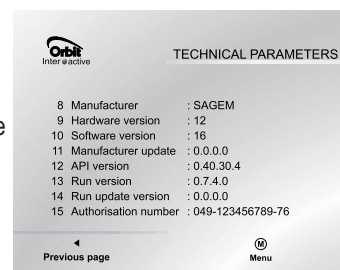 Orbit
Inter active
TECHNICAL PARAMETERS
e
8 Manufacturer : SAGEM
9 Hardware version : 12
10 Software version : 16
11 Manufacturer update : 0.0.0.0
12 API version : 0.40.30.4
13 Run version : 0.7.4.0
14 Run update version : 0.0.0.0
15 Authorisation number : 049-123456789-76
◄ M
Previous page Menu